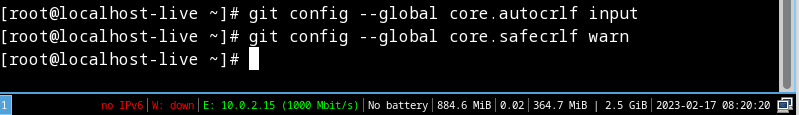 [root@localhost-live ~]# git config --global core.autocrlf input
[root@localhost-live ~]# git config --global core.safecrlf warn
[root@localhost-live ~]#
1 no IPv6|W: down|E: 10.0.2.15 (1000 Mbit/s)|No battery|884.6 MiB|0.02|364.7 MiB | 2.5 GiB|2023-02-17 08:20:20